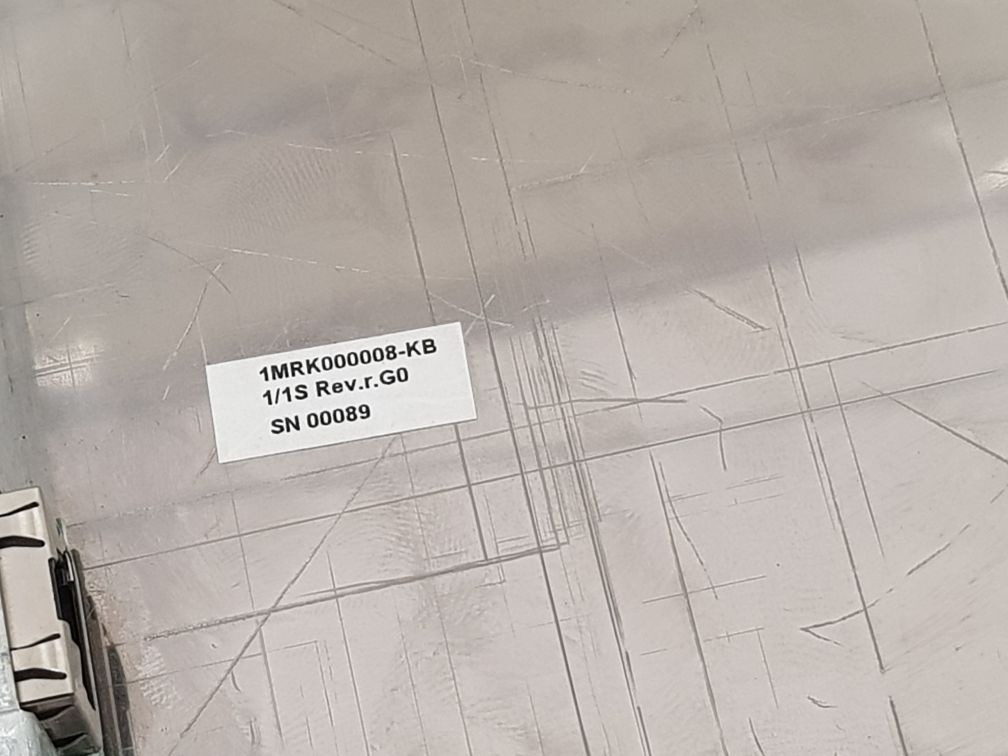 1MRK000008-KB
1/1S Rev.r.G0
SN 00089